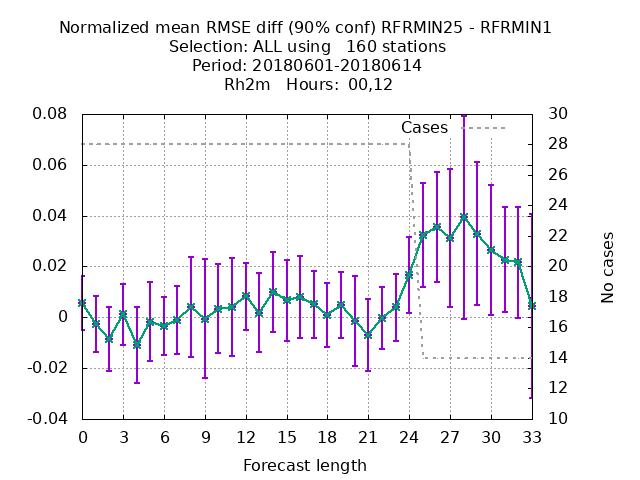 Normalized mean RMSE diff (90% conf) RFRMIN25 - RFRMIN1
Selection: ALL using   160 stations
Period: 20180601-20180614
Rh2m   Hours:  00,12
Cases
0.08
0.06
0.04
0.02
0
-0.02
-0.04
30
28
26
24
22
20
18
16
14
12
10
No cases
0 3 6 9 12 15 18 21 24 27 30 33
Forecast length